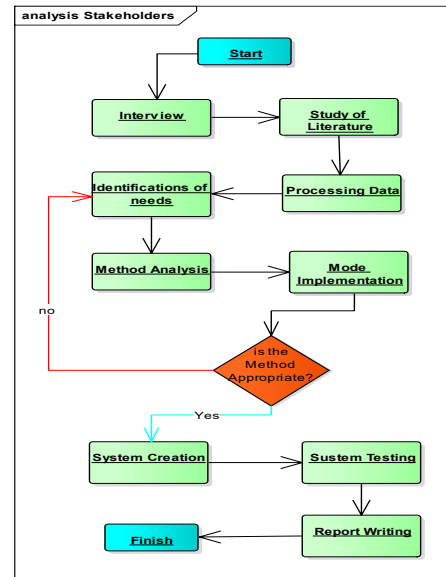 analysis Stakeholders
Start
Interview
Study of
Literature
Identifications of
needs
Processing Data
Method Analysis
Mode
Implementation
no
is the
Method
Appropriate?
Yes
System Creation
Sustem Testing
Report Writing
Finish